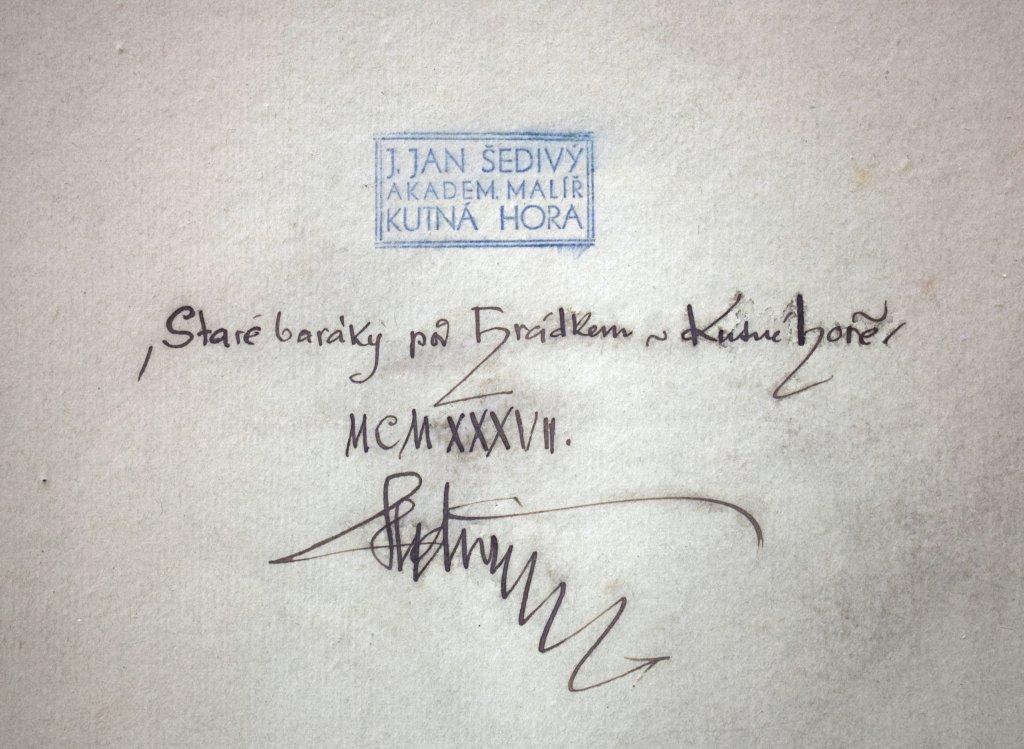 J. JAN ŠEDIVÝ
AKADEM. MALÍŘ
KUTNÁ HORA
,Staré baráky pod Hrádkem v Kutné hoře,
MCMXXXVII.